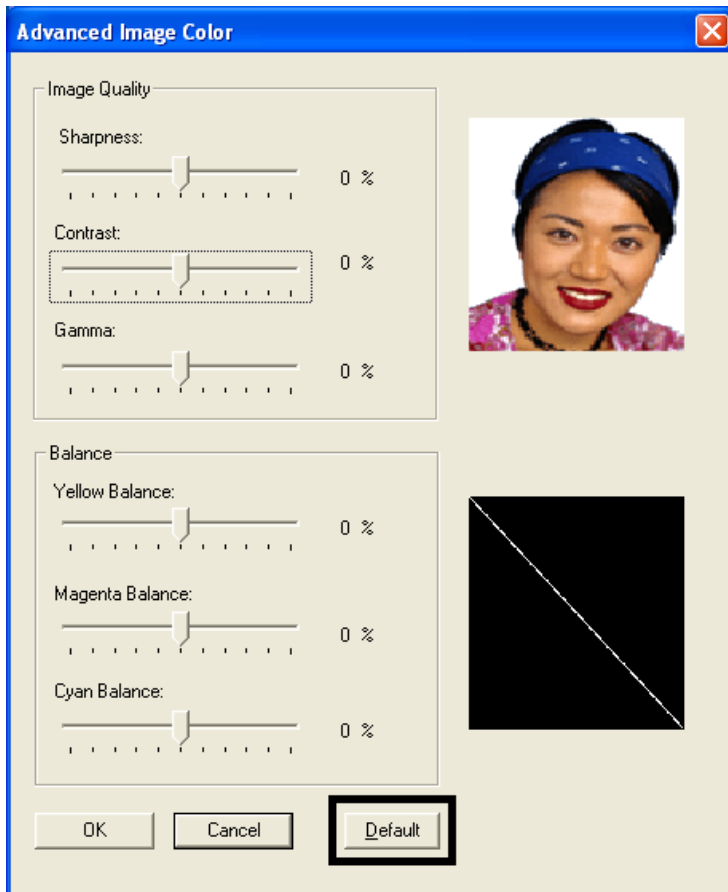 Advanced Image Color
Image Quality
Sharpness:
0 %
Contrast:
0 %
Gamma:
0 %
Balance
Yellow Balance:
0 %
Magenta Balance:
0 %
Cyan Balance:
0 %
OK
Cancel
Default